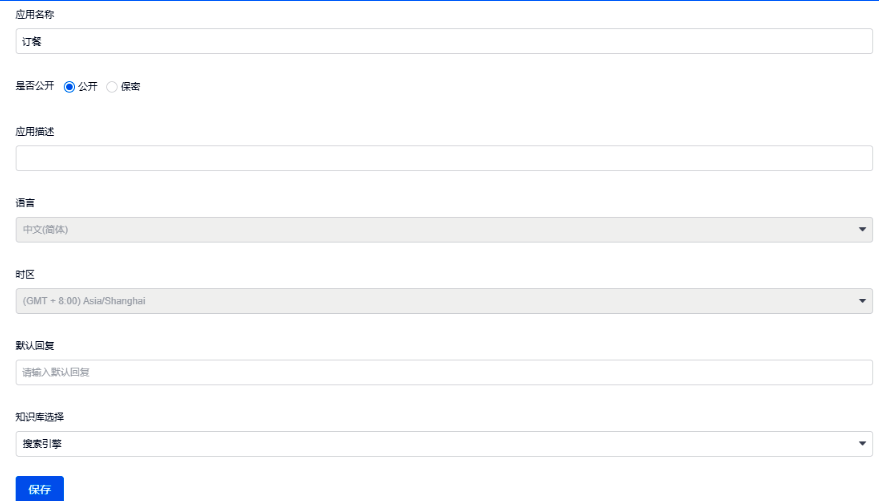 应用名称
订餐
是否公开 公开 保密
应用描述
语言
中文(简体)
时区
(GMT + 8:00) Asia/Shanghai
默认回复
请输入默认回复
知识库选择
搜索引擎
保存